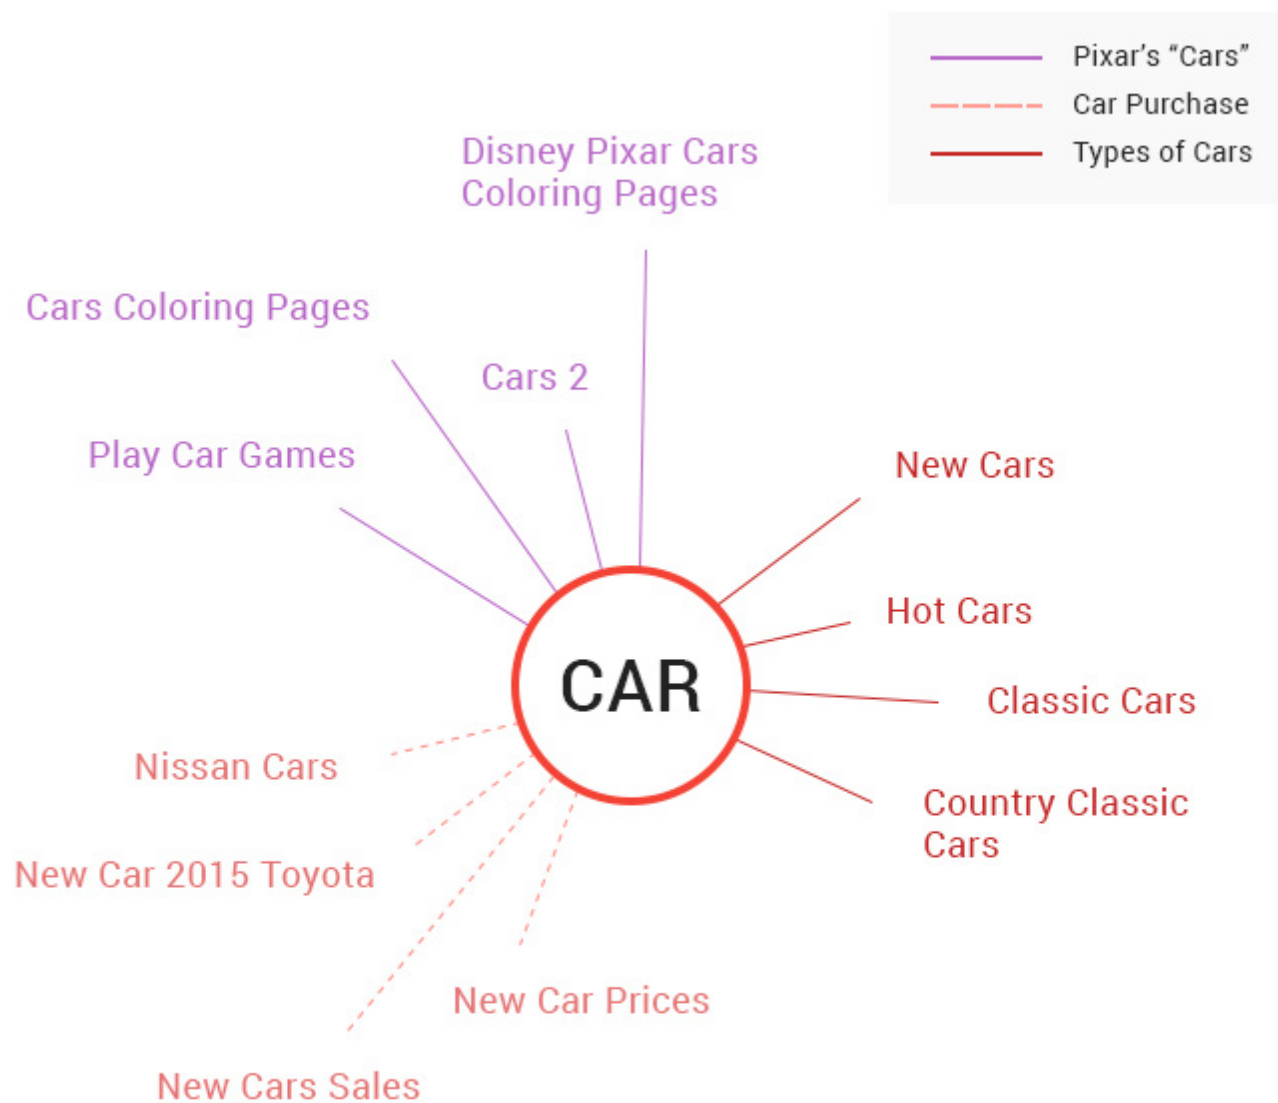 Pixar’s “Cars”
Car Purchase
Types of Cars
Disney Pixar Cars
Coloring Pages
Cars Coloring Pages
Cars 2
Play Car Games
New Cars
Hot Cars
CAR
Classic Cars
Nissan Cars
Country Classic
Cars
New Car 2015 Toyota
New Car Prices
New Cars Sales